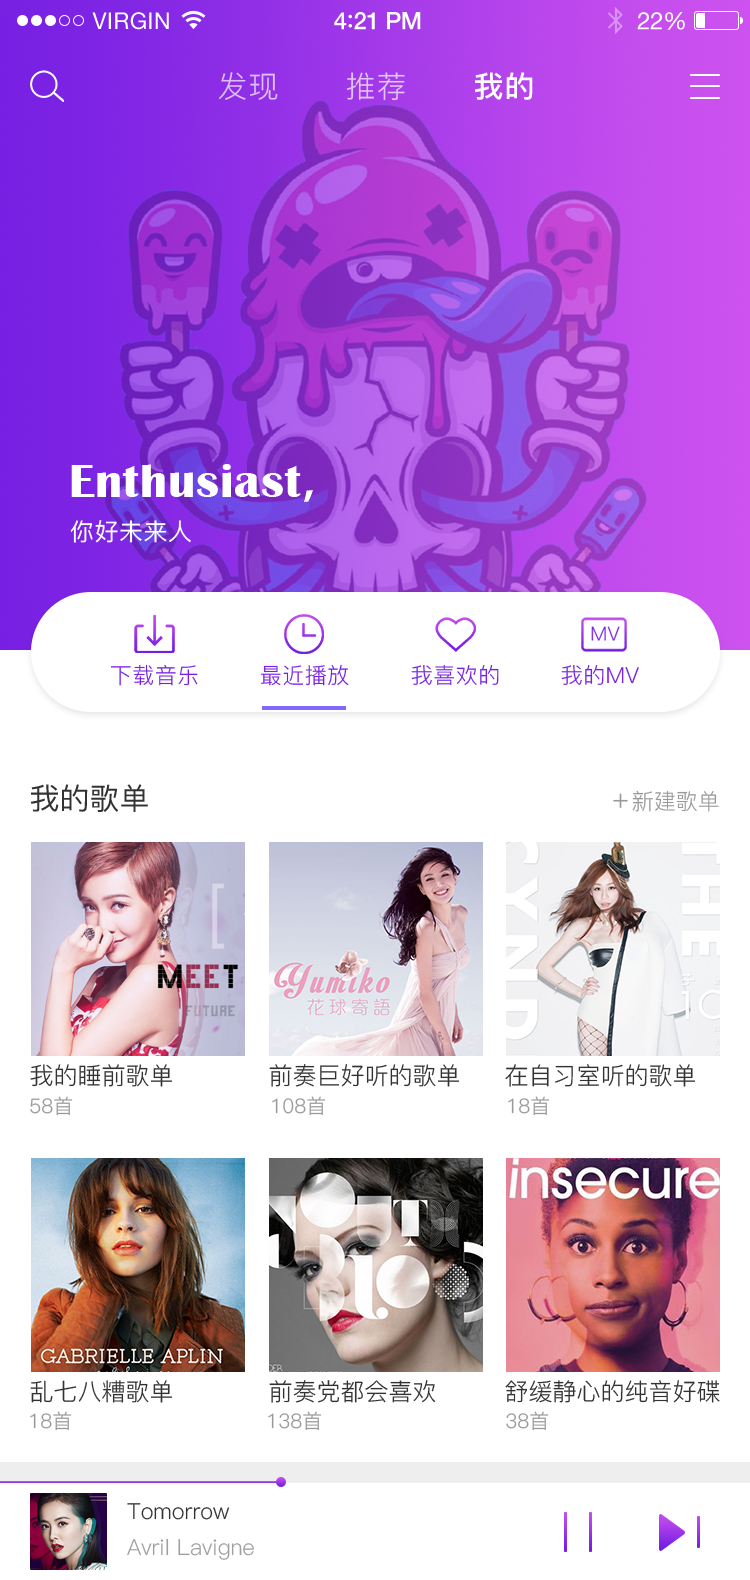 VIRGIN 4:21 PM 22%
发现 推荐 我的
Enthusiast,
你好未来人
下载音乐 最近播放 我喜欢的 MV 我的MV
我的歌单 +新建歌单
MEET
FUTURE
Yumiko
花球寄語
CYND
THE
10
我的睡前歌单 前奏巨好听的歌单 在自习室听的歌单
58首 108首 18首
GABRIELLE APLIN
YOUTH
insecure
乱七八糟歌单 前奏党都会喜欢 舒缓静心的纯音好碟
18首 138首 38首
Tomorrow
Avril Lavigne